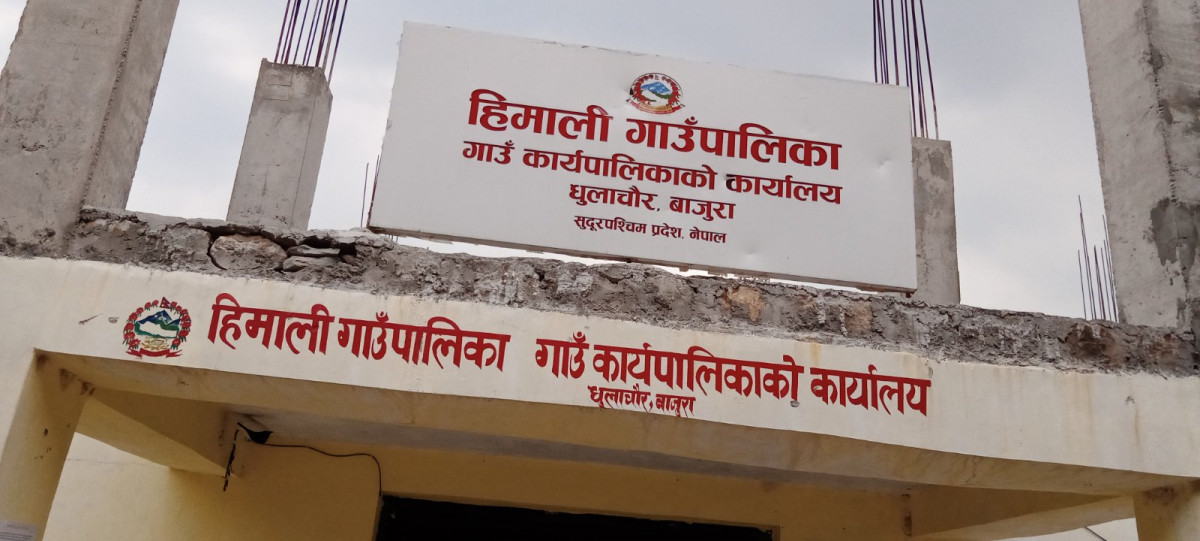 हिमाली गाउँपालिका
गाउँ कार्यपालिकाको कार्यालय
धुलाचौर, बाजुरा
सुदूरपश्चिम प्रदेश, नेपाल
हिमाली गाउँपालिका गाउँ कार्यपालिकाको कार्यालय
धुलाचौर, बाजुरा